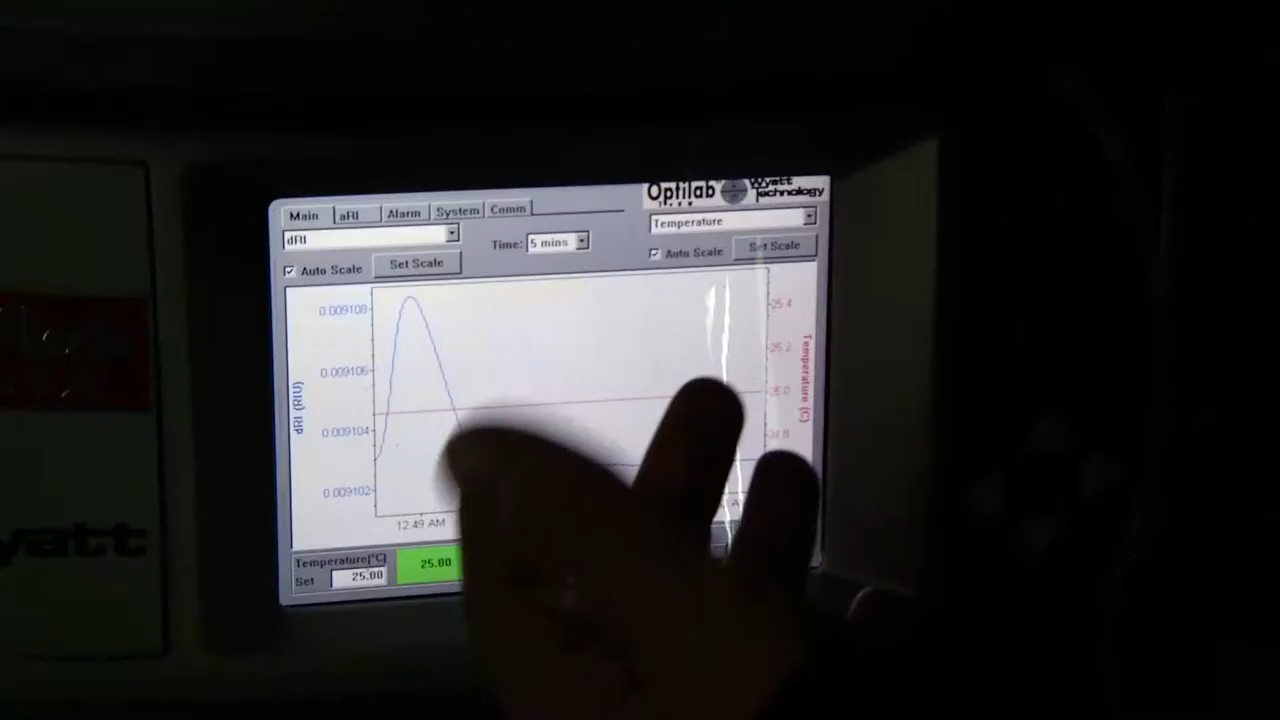 Optilab Wyatt Technology
Main aRI Alarm System Comm
dRI Time: 5 mins Temperature
Auto Scale Set Scale Auto Scale Set Scale
0.009108
0.009106
0.009104
0.009102
dRI (RIU)
25.4
25.2
25.0
Temperature (C)
12:49 AM
Temperature(°C)
Set 25.00 25.00
yatt